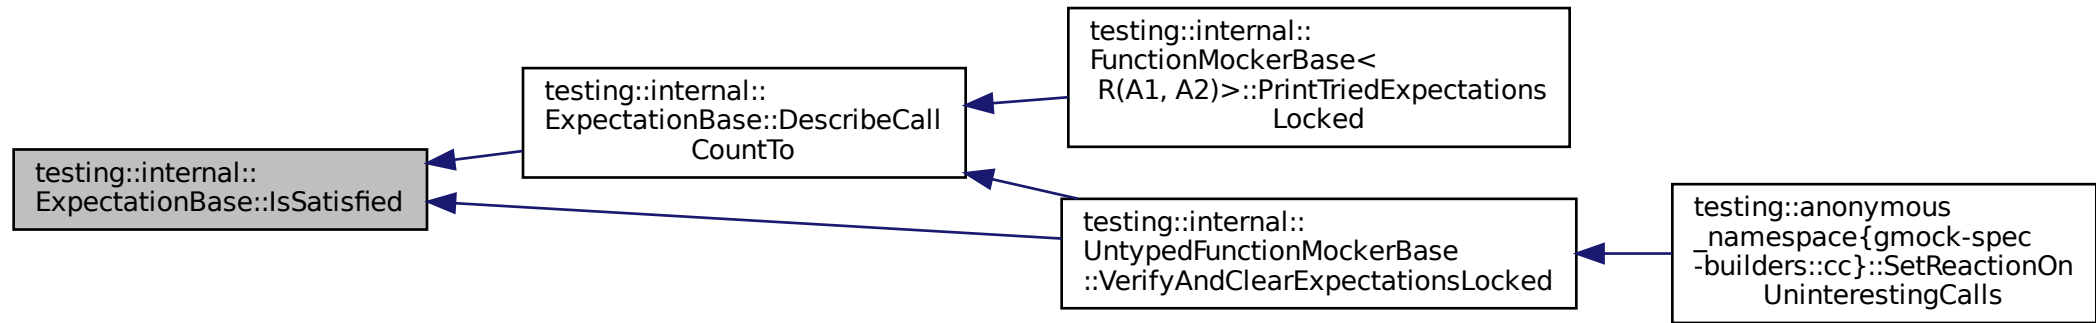 testing::internal::
ExpectationBase::IsSatisfied
testing::internal::
ExpectationBase::DescribeCall
CountTo
testing::internal::
FunctionMockerBase<
R(A1, A2)>::PrintTriedExpectations
Locked
testing::internal::
UntypedFunctionMockerBase
::VerifyAndClearExpectationsLocked
testing::anonymous
_namespace{gmock-spec
-builders::cc}::SetReactionOn
UninterestingCalls